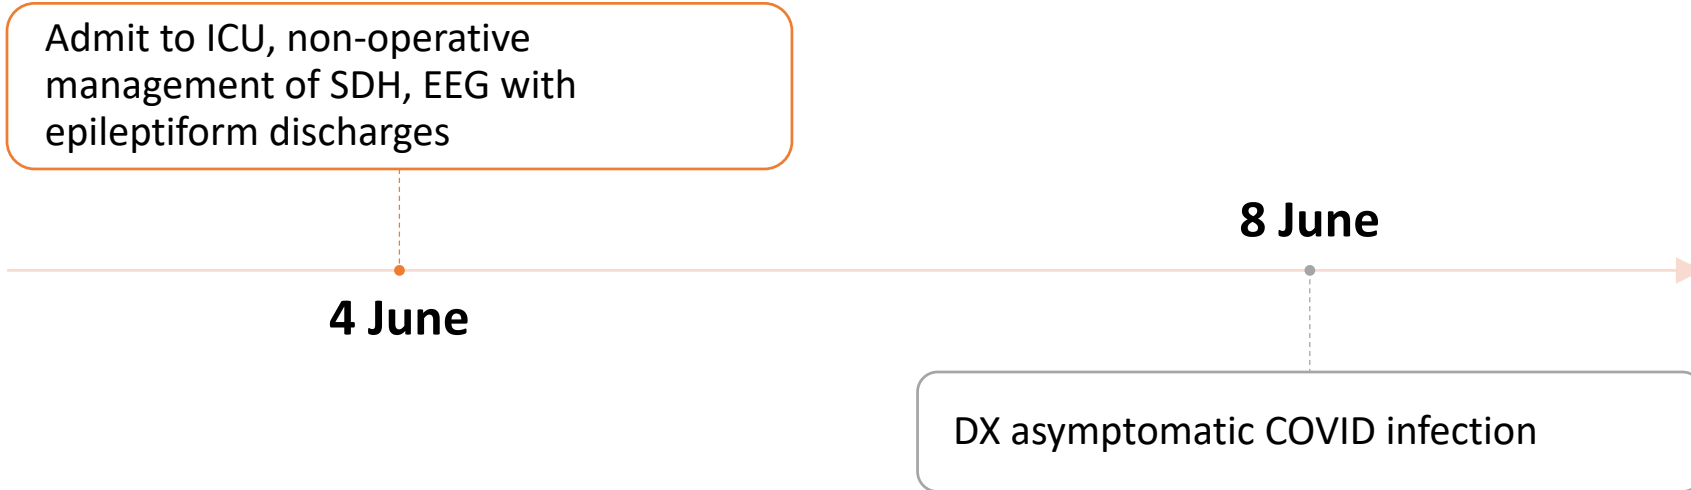 Admit to ICU, non-operative
management of SDH, EEG with
epileptiform discharges
4 June
8 June
DX asymptomatic COVID infection